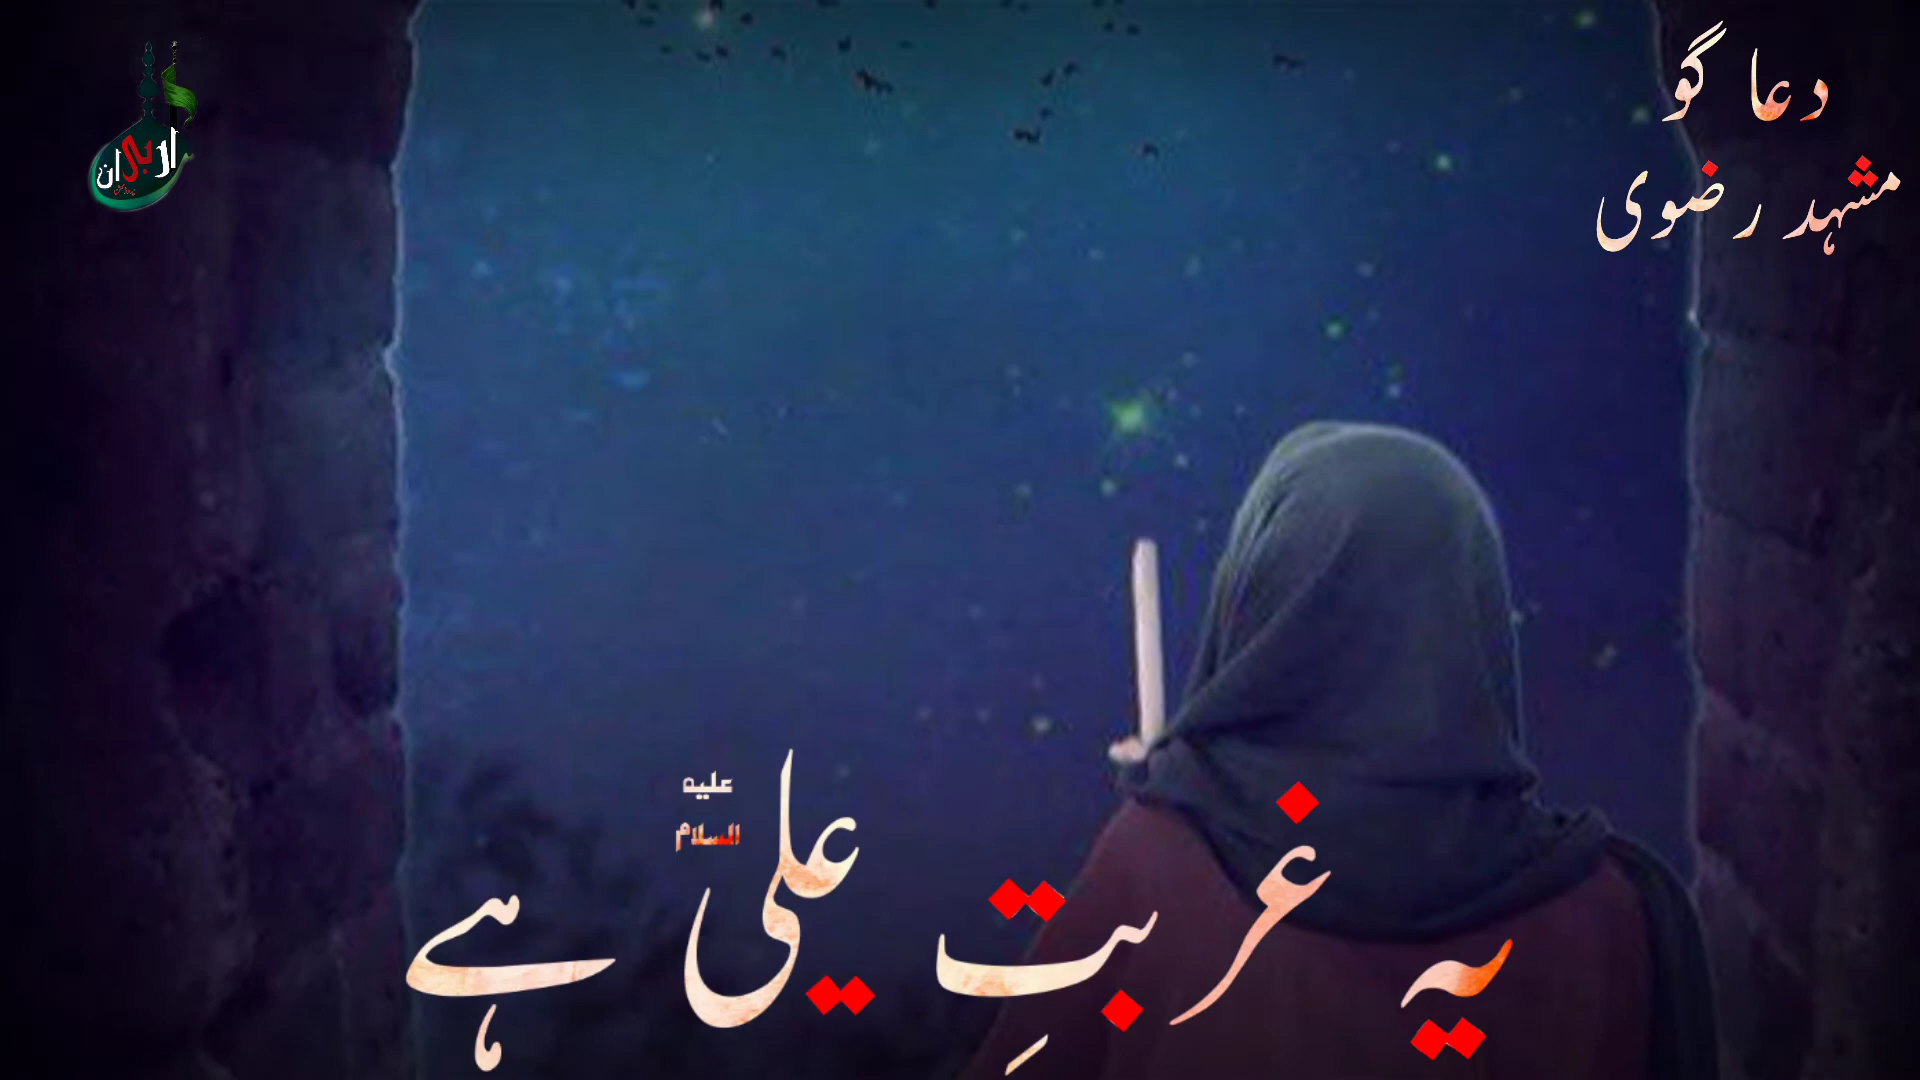 دعا گو
مشہد رضوی
یہ غربتِ علی علیہ السلام ہے